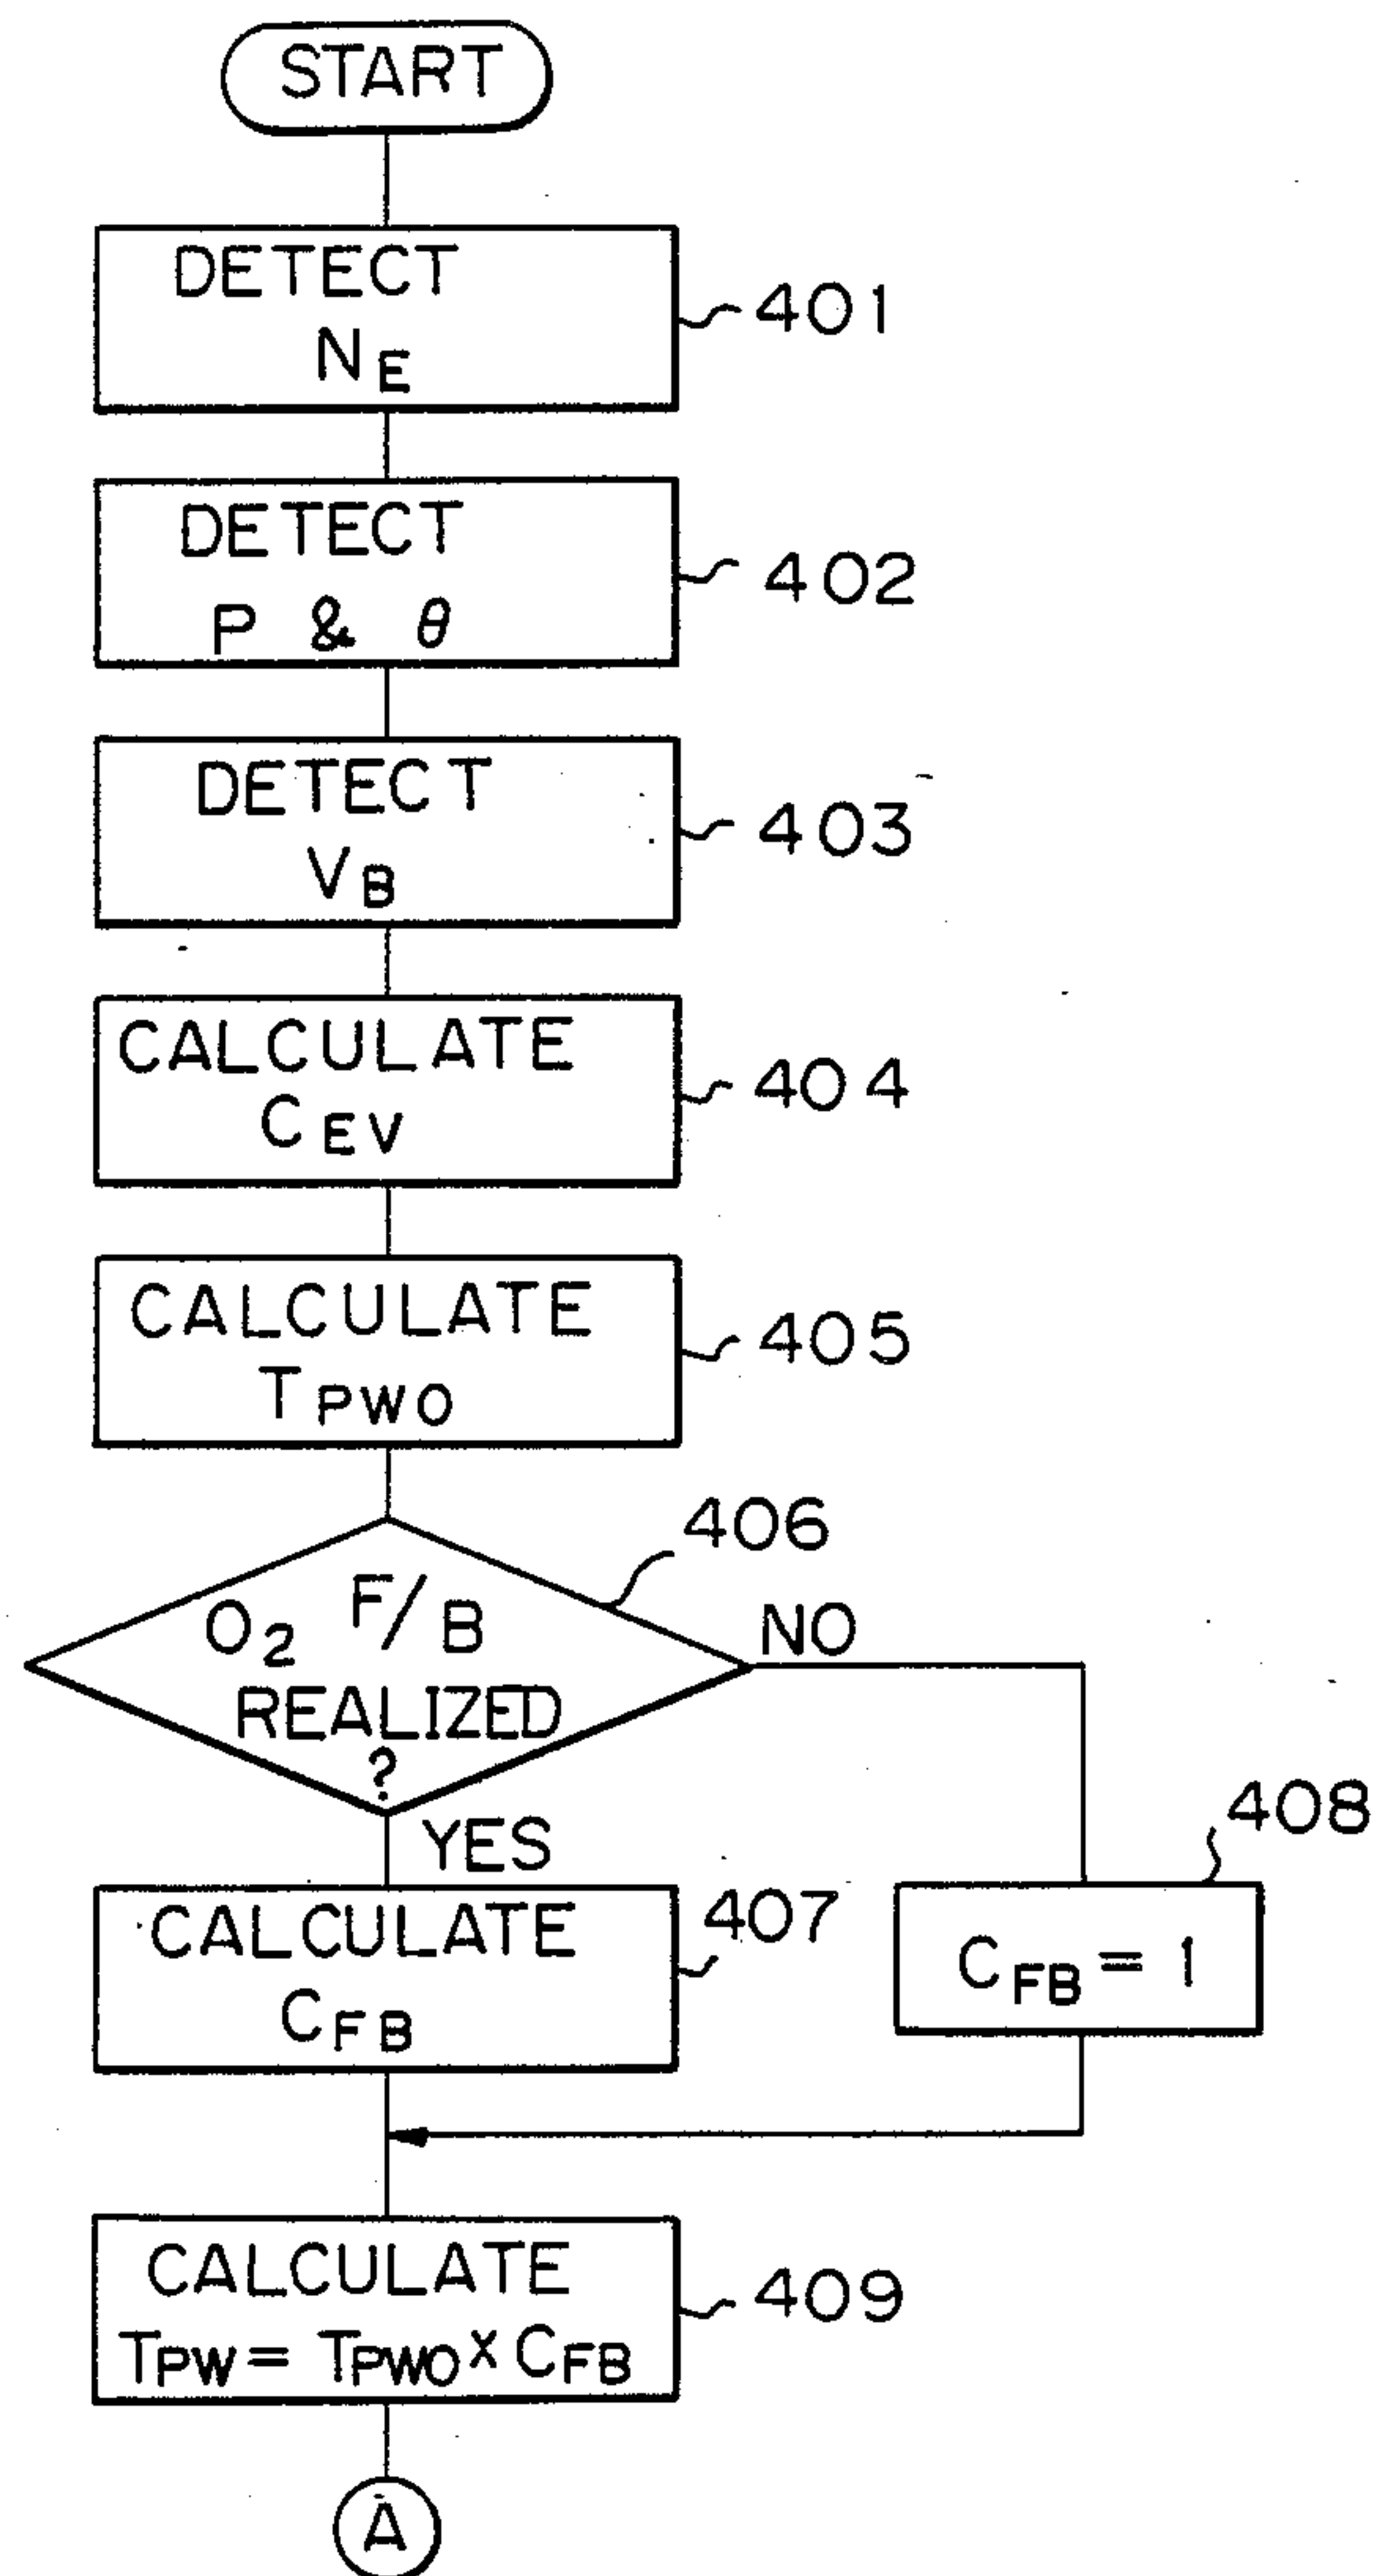 START
DETECT
NE
401
DETECT
P & θ
402
DETECT
VB
403
CALCULATE
CEV
404
CALCULATE
TPWO
405
406
O2 F/B
REALIZED
?
NO
YES
408
CALCULATE
CFB
407
CFB = 1
CALCULATE
TPW = TPWO x CFB
409
A